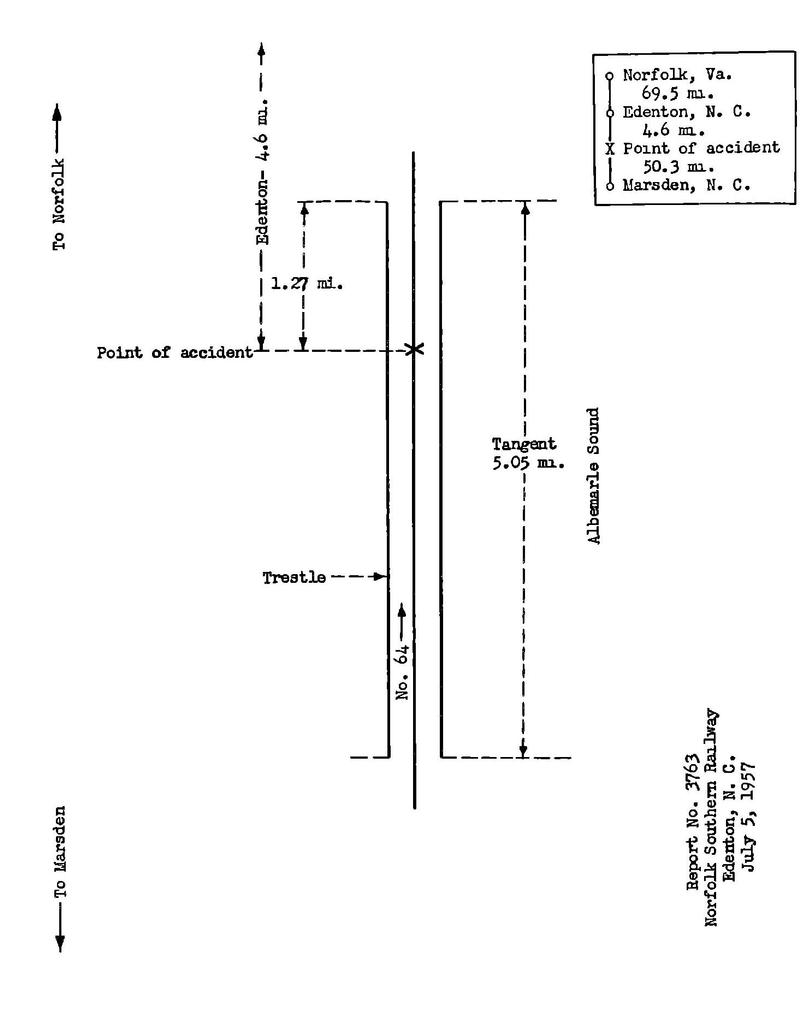 Norfolk, Va.
69.5 mi.
Edenton, N. C.
4.6 mi.
X Point of accident
50.3 mi.
Marsden, N. C.
To Norfolk
Edenton- 4.6 mi.
1.27 mi.
Point of accident
Tangent
5.05 mi.
Albemarle Sound
Trestle
No. 64
To Marsden
Report No. 3763
Norfolk Southern Railway
Edenton, N. C.
July 5, 1957